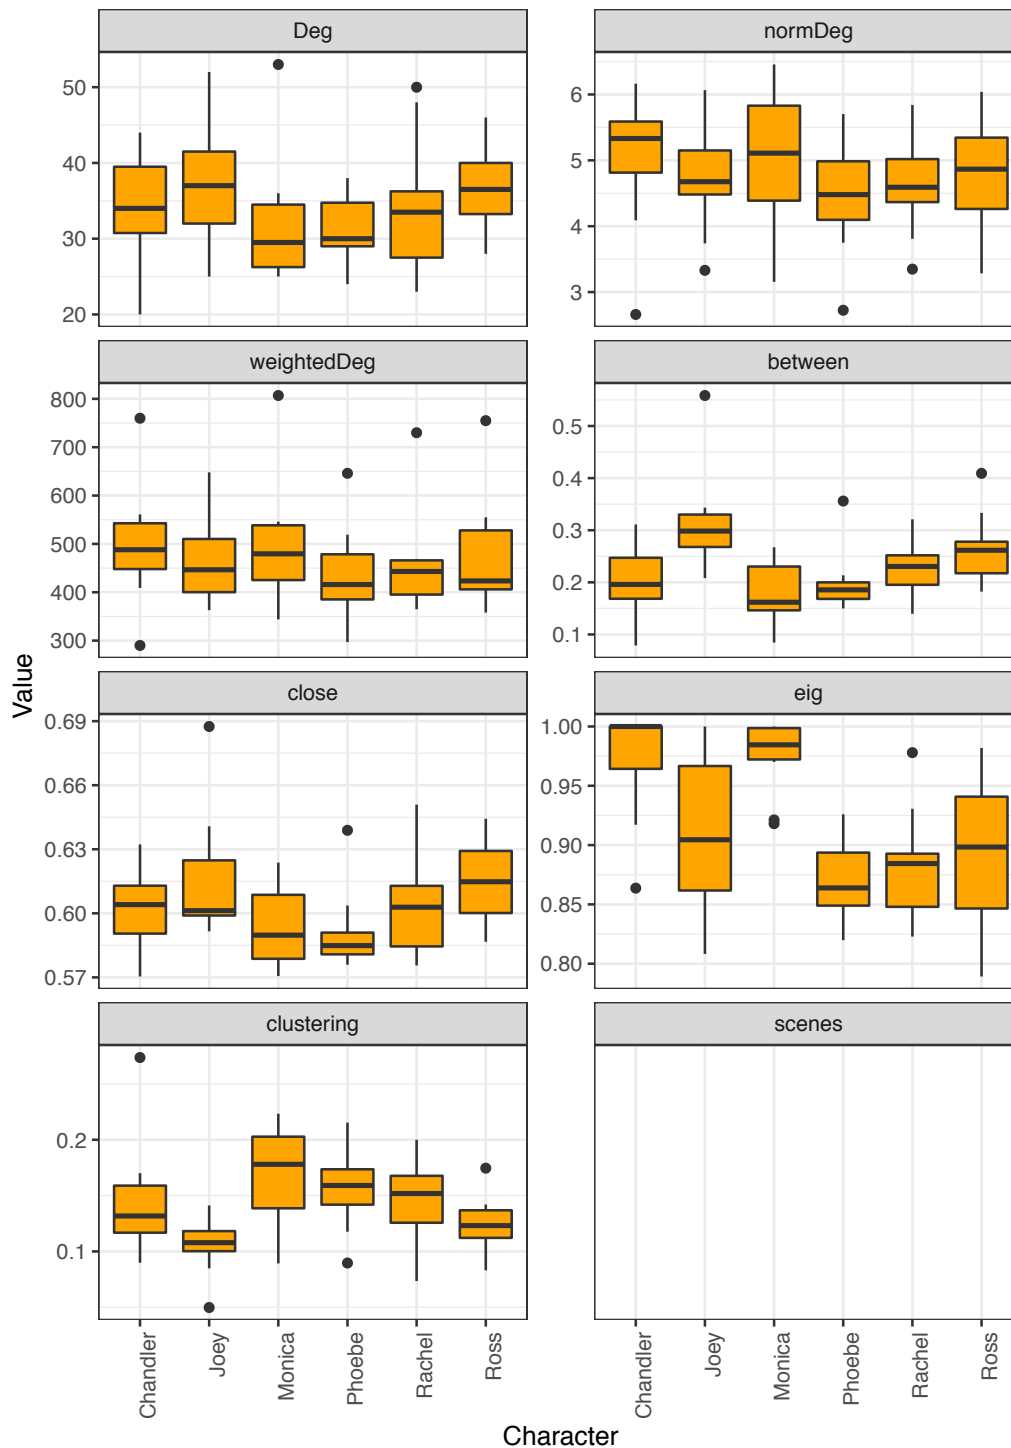 Deg
normDeg
50
40
30
20
6
5
4
3
weightedDeg
between
800
700
600
500
400
300
0.5
0.4
0.3
0.2
0.1
Value
close
eig
0.69
0.66
0.63
0.60
0.57
1.00
0.95
0.90
0.85
0.80
clustering
scenes
0.2
0.1
Chandler
Joey
Monica
Phoebe
Rachel
Ross
Chandler
Joey
Monica
Phoebe
Rachel
Ross
Character